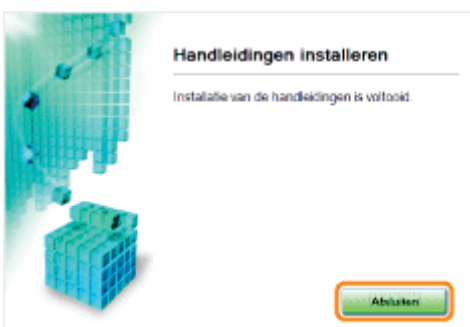 Handleidingen installeren
Installatie van de handleidingen is voltooid.
Afsluiten